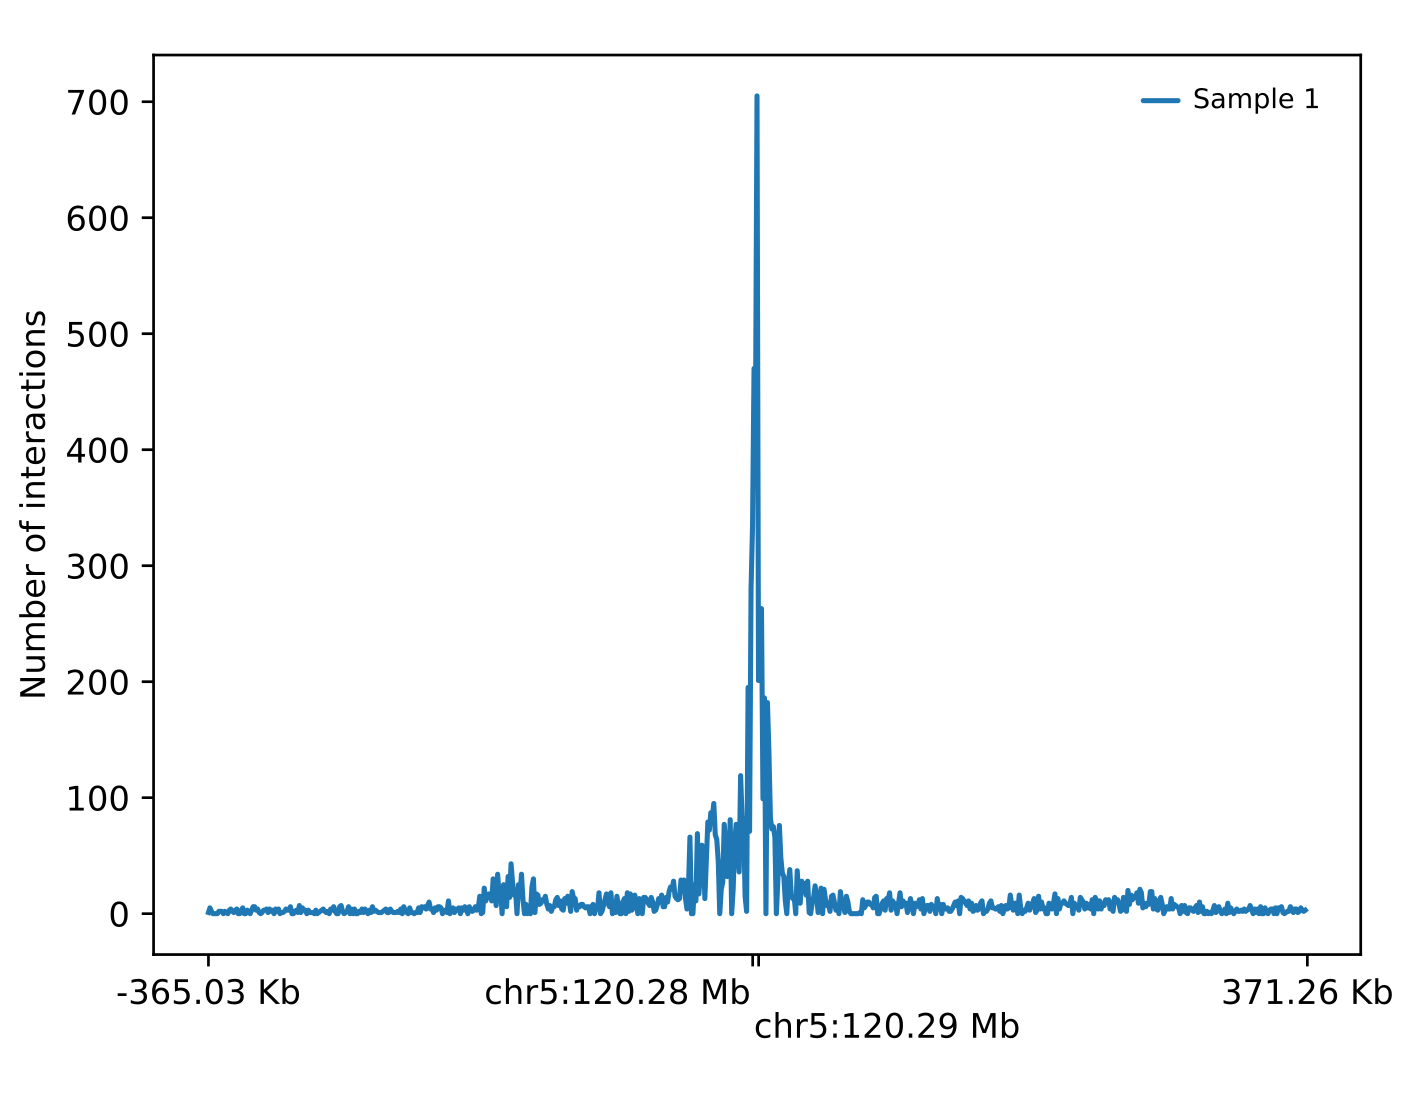 Sample 1
Number of interactions
700
600
500
400
300
200
100
0
-365.03 Kb
chr5:120.28 Mb
chr5:120.29 Mb
371.26 Kb